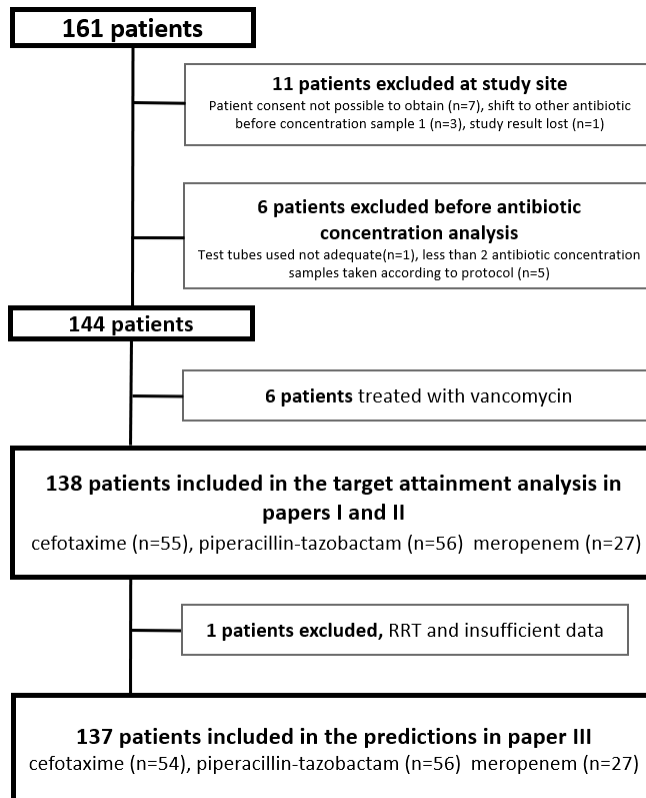 161 patients
11 patients excluded at study site
Patient consent not possible to obtain (n=7), shift to other antibiotic
before concentration sample 1 (n=3), study result lost (n=1)
6 patients excluded before antibiotic
concentration analysis
Test tubes used not adequate(n=1), less than 2 antibiotic concentration
samples taken according to protocol (n=5)
144 patients
6 patients treated with vancomycin
138 patients included in the target attainment analysis in
papers I and II
cefotaxime (n=55), piperacillin-tazobactam (n=56)  meropenem (n=27)
1 patients excluded, RRT and insufficient data
137 patients included in the predictions in paper III
cefotaxime (n=54), piperacillin-tazobactam (n=56)  meropenem (n=27)